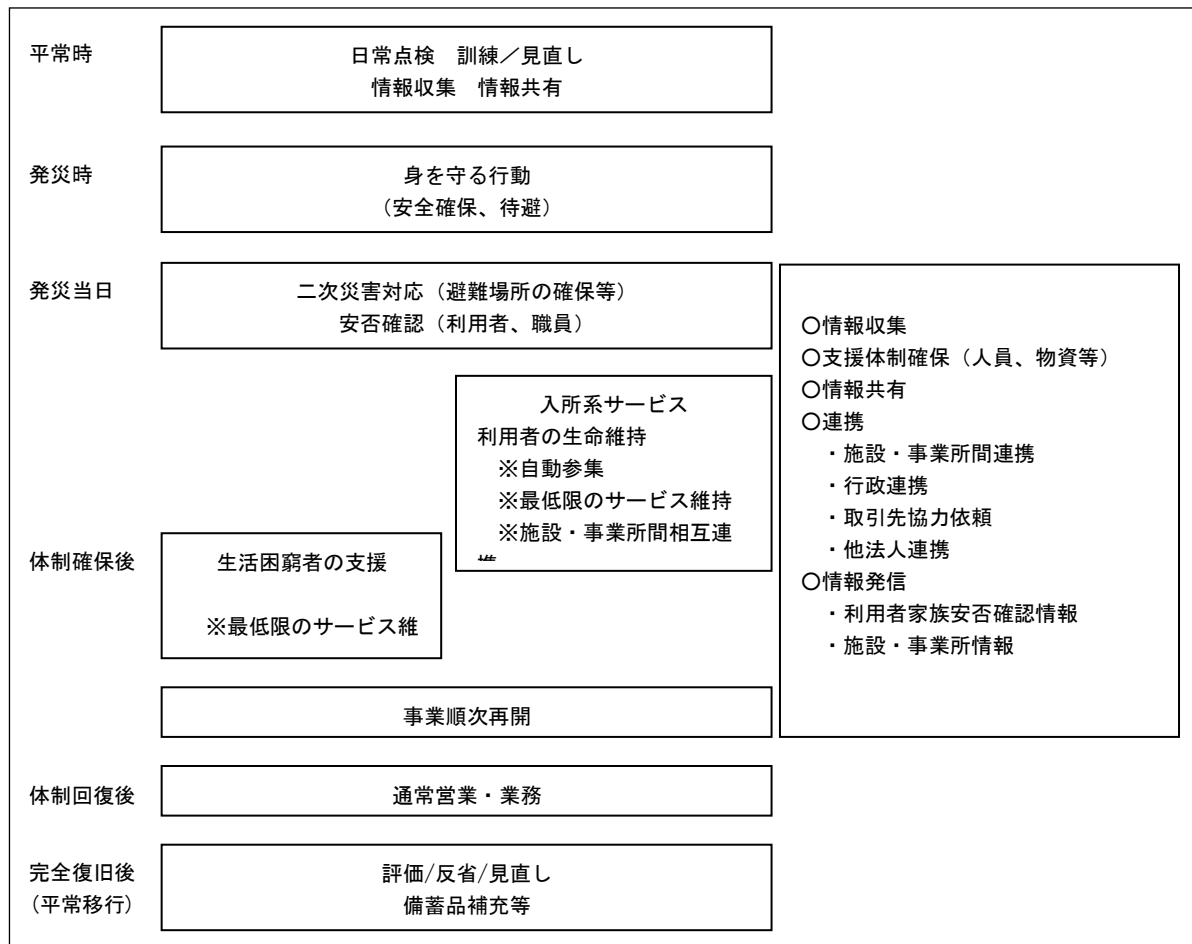 平常時
日常点検 訓練／見直し
情報収集 情報共有
発災時
身を守る行動
（安全確保、待避）
発災当日
二次災害対応（避難場所の確保等）
安否確認（利用者、職員）
入所系サービス
利用者の生命維持
※自動参集
※最低限のサービス維持
※施設・事業所間相互連
体制確保後
生活困窮者の支援
※最低限のサービス維
事業順次再開
〇情報収集
〇支援体制確保（人員、物資等）
〇情報共有
〇連携
・施設・事業所間連携
・行政連携
・取引先協力依頼
・他法人連携
〇情報発信
・利用者家族安否確認情報
・施設・事業所情報
体制回復後
通常営業・業務
完全復旧後
（平常移行）
評価/反省/見直し
備蓄品補充等